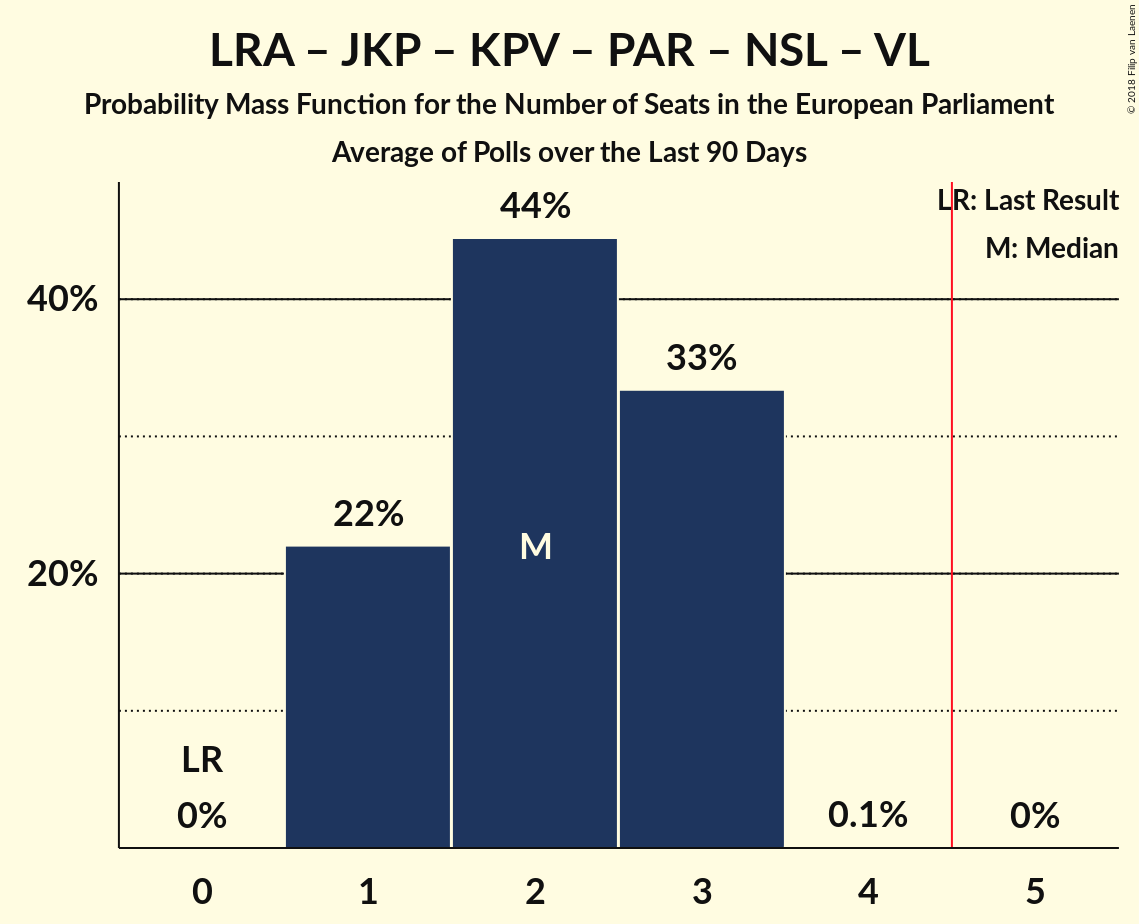 LRA – JKP – KPV – PAR – NSL – VL
Probability Mass Function for the Number of Seats in the European Parliament
Average of Polls over the Last 90 Days
© 2018 Filip van Laenen
LR: Last Result
M: Median
44%
40%
33%
22%
M
20%
LR
0%
0.1%
0%
0 1 2 3 4 5